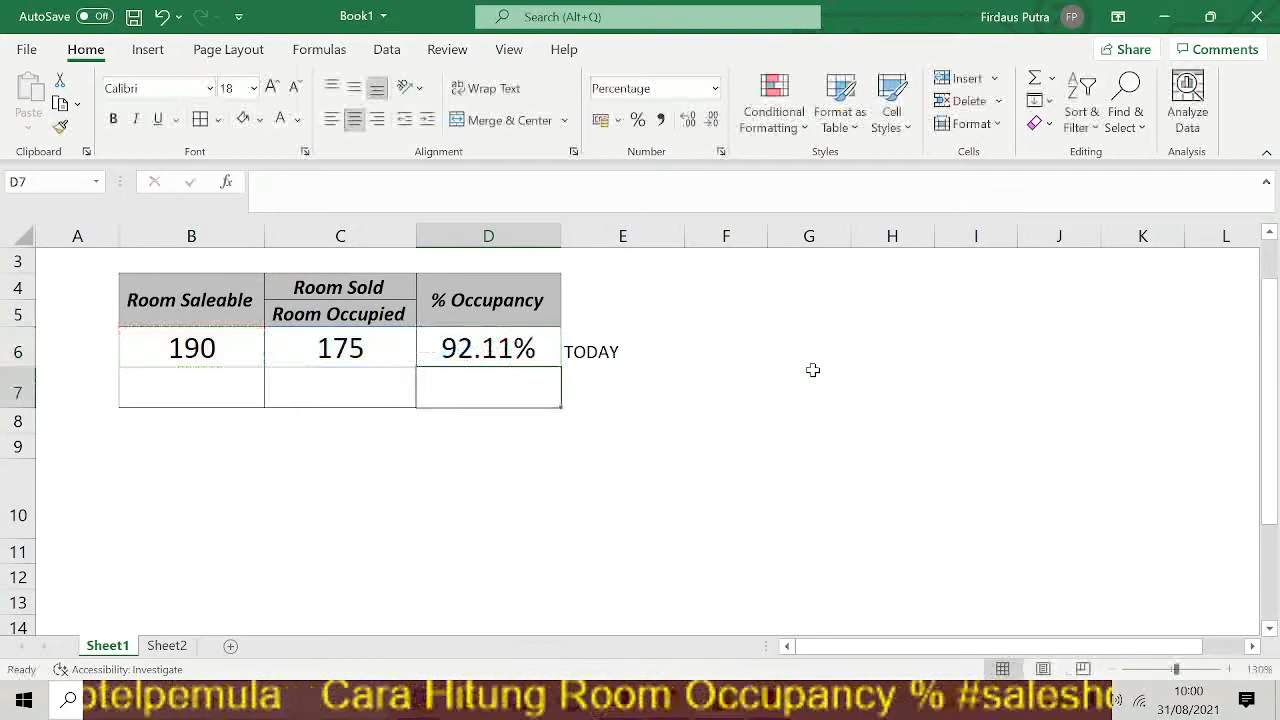 AutoSave Off Book1 Search (Alt+Q) Firdaus Putra FP
File Home Insert Page Layout Formulas Data Review View Help Share Comments
Paste Calibri 18 A A Wrap Text Percentage Conditional Formatting Format as Table Cell Styles Insert Sort & Filter Find & Select Analyze Data
B I U A Merge & Center % Delete Format
Clipboard Font Alignment Number Styles Cells Editing Analysis
D7 fx
A B C D E F G H I J K L
3
4 Room Saleable Room Sold % Occupancy
5 Room Occupied
6 190 175 92.11% TODAY
7
8
9
10
11
12
13
14
Sheet1 Sheet2
Ready Accessibility: Investigate 130%
otelpemula Cara Hitung Room Occupancy % #salesho
10:00
31/08/2021